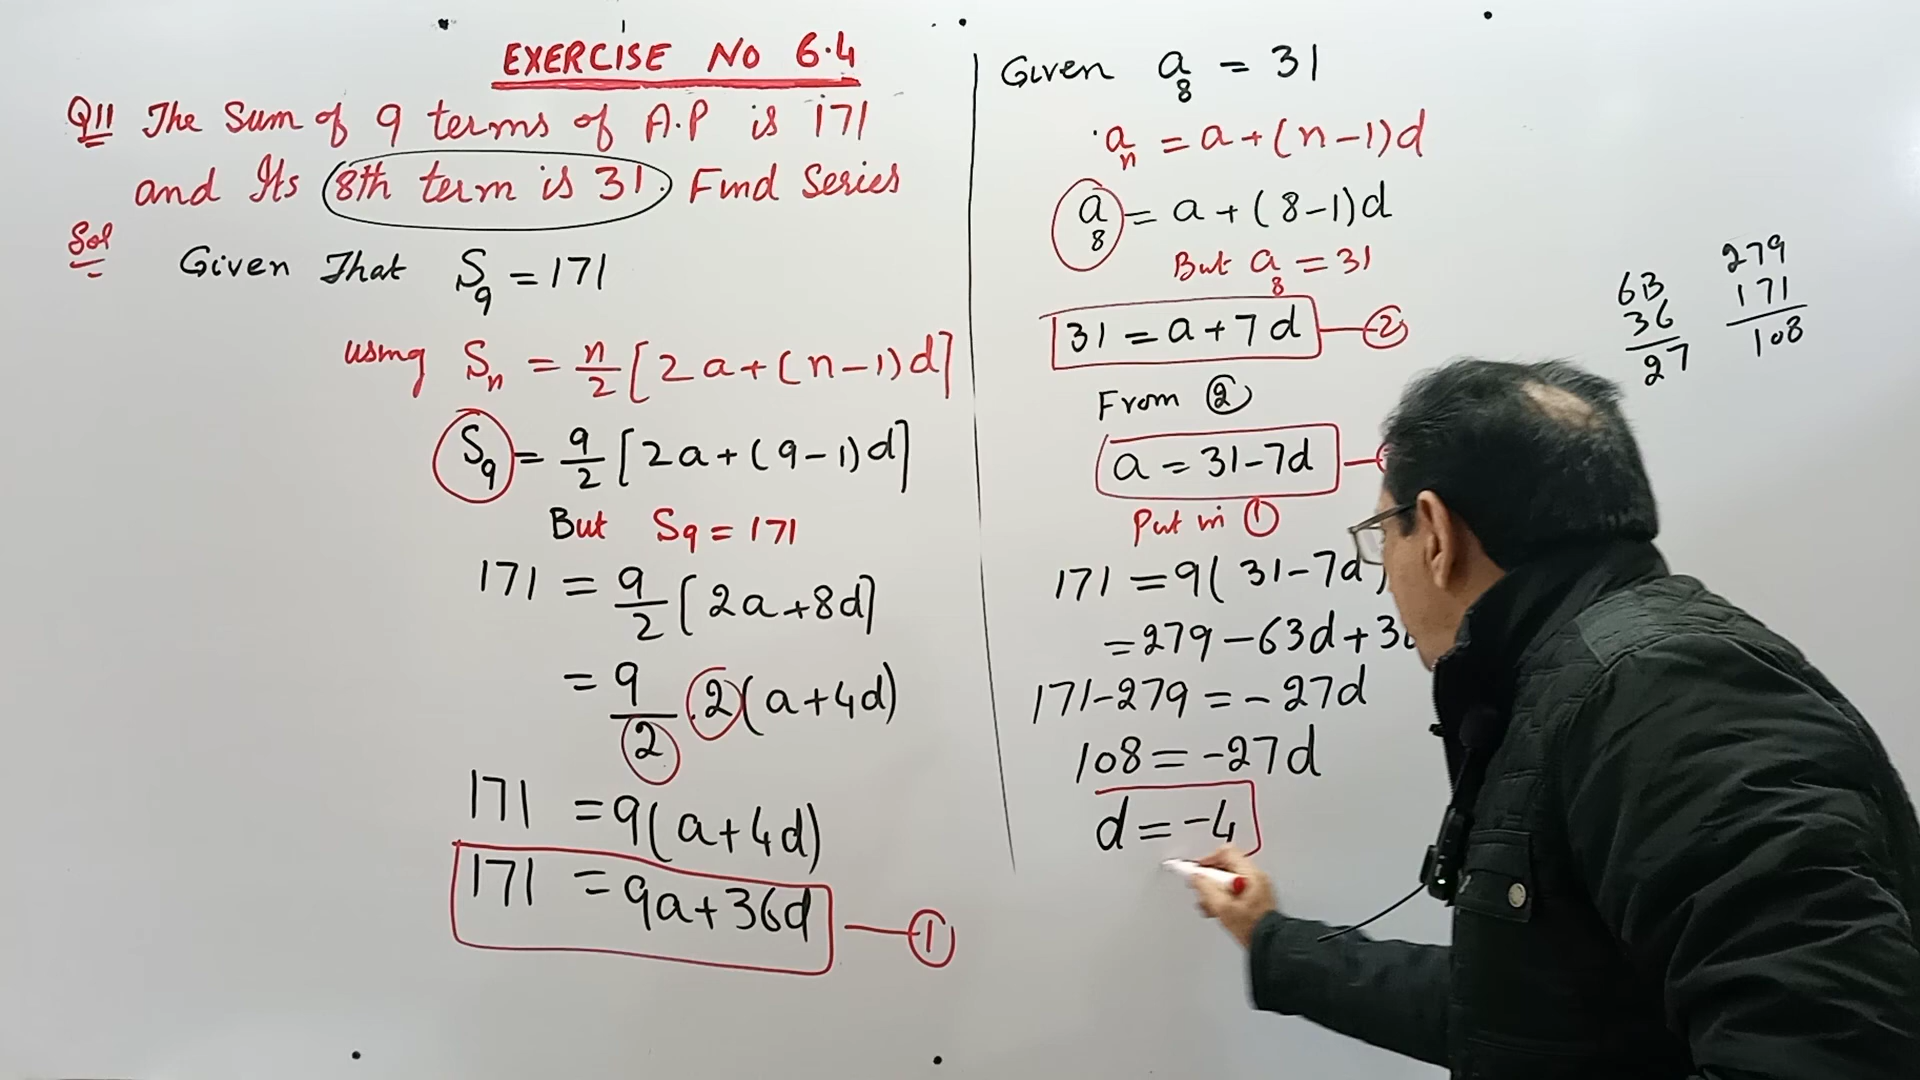 EXERCISE NO 6.4
Q11 The Sum of 9 terms of A.P is 171
and Its 8th term is 31. Find Series
Sol
Given That S₉ = 171
using Sₙ = n/2 [2a+(n-1)d]
S₉ = 9/2 [2a+(9-1)d]
But S₉ = 171
171 = 9/2 [2a+8d]
= 9/2 . 2(a+4d)
171 = 9(a+4d)
171 = 9a+36d — ①
Given a₈ = 31
aₙ = a+(n-1)d
a₈ = a+(8-1)d
But a₈ = 31
31 = a+7d — ②
From ②
a = 31-7d —
Put in ①
171 = 9(31-7d)
= 279-63d+
171-279 = -27d
108 = -27d
d = -4
63
36
27
279
171
108